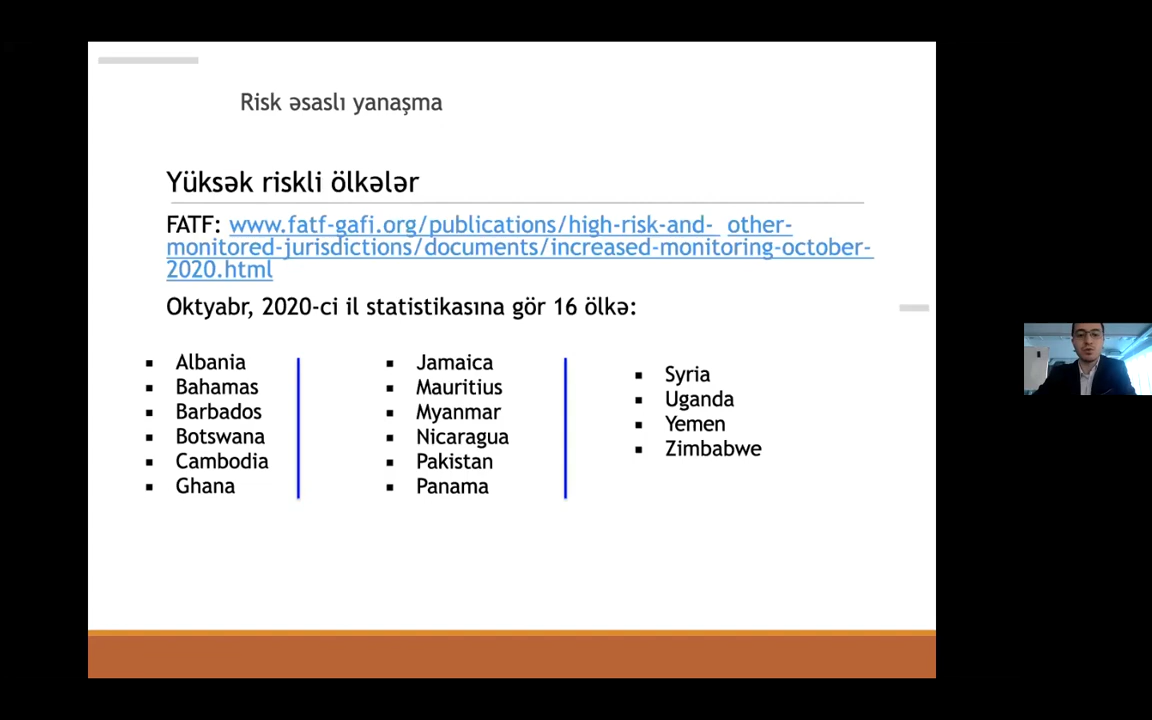 Risk əsaslı yanaşma
Yüksək riskli ölkələr
FATF: www.fatf-gafi.org/publications/high-risk-and- other-
monitored-jurisdictions/documents/increased-monitoring-october-
2020.html
Oktyabr, 2020-ci il statistikasına gör 16 ölkə:
Albania
Bahamas
Barbados
Botswana
Cambodia
Ghana
Jamaica
Mauritius
Myanmar
Nicaragua
Pakistan
Panama
Syria
Uganda
Yemen
Zimbabwe